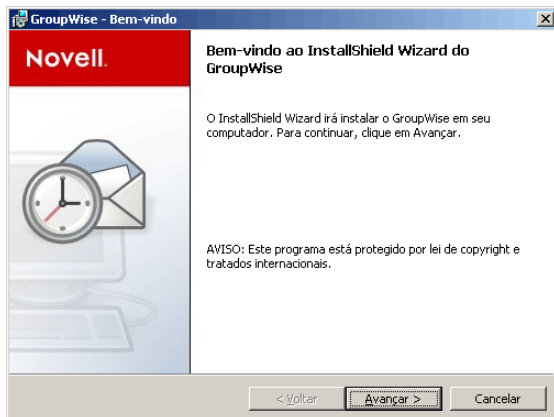 GroupWise - Bem-vindo
Novell.
Bem-vindo ao InstallShield Wizard do
GroupWise
O InstallShield Wizard irá instalar o GroupWise em seu
computador. Para continuar, clique em Avançar.
AVISO: Este programa está protegido por lei de copyright e
tratados internacionais.
< Voltar
Avançar >
Cancelar